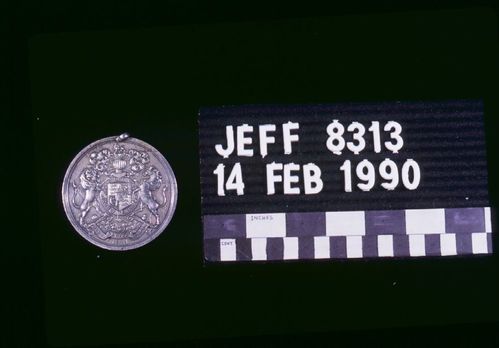 JEFF 8313
14 FEB 1990
INCHES
CENT.